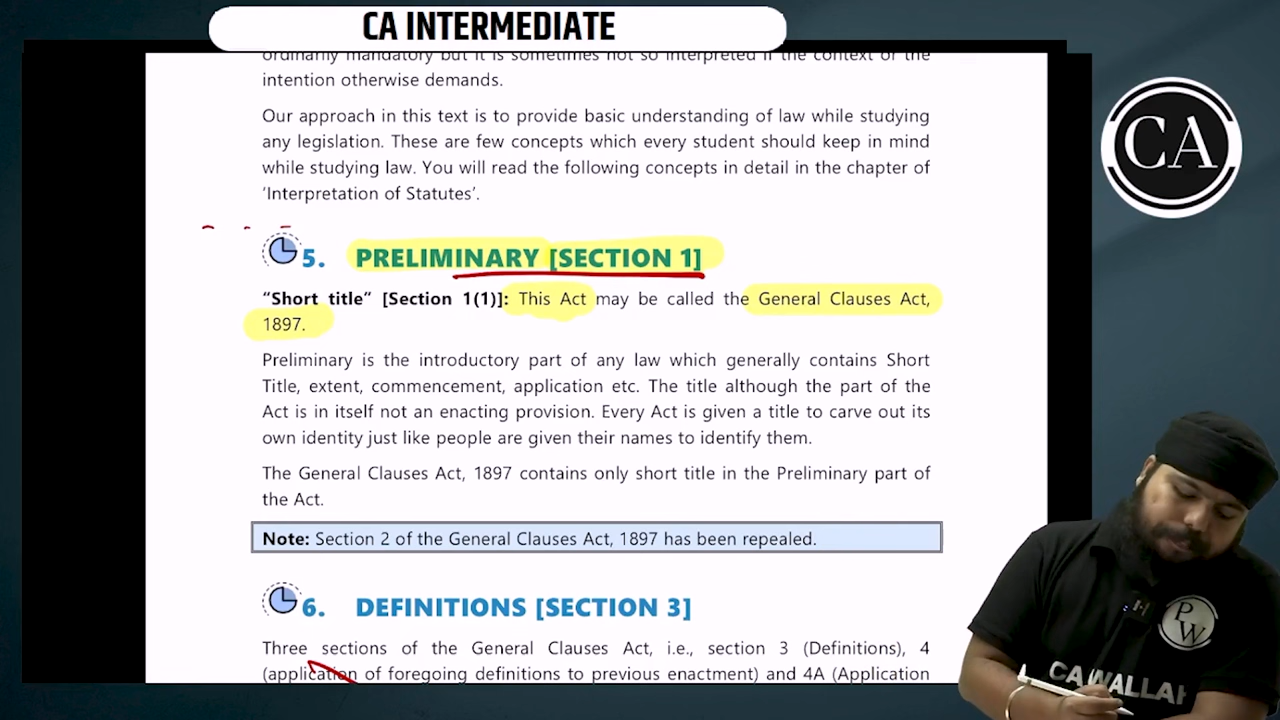 CA INTERMEDIATE
ordinarily mandatory but it is sometimes not so interpreted if the context or the
intention otherwise demands.
Our approach in this text is to provide basic understanding of law while studying
any legislation. These are few concepts which every student should keep in mind
while studying law. You will read the following concepts in detail in the chapter of
‘Interpretation of Statutes’.
CA
5. PRELIMINARY [SECTION 1]
“Short title” [Section 1(1)]: This Act may be called the General Clauses Act,
1897.
Preliminary is the introductory part of any law which generally contains Short
Title, extent, commencement, application etc. The title although the part of the
Act is in itself not an enacting provision. Every Act is given a title to carve out its
own identity just like people are given their names to identify them.
The General Clauses Act, 1897 contains only short title in the Preliminary part of
the Act.
Note: Section 2 of the General Clauses Act, 1897 has been repealed.
6. DEFINITIONS [SECTION 3]
Three sections of the General Clauses Act, i.e., section 3 (Definitions), 4
(application of foregoing definitions to previous enactment) and 4A (Application
PW
CA WALLAH